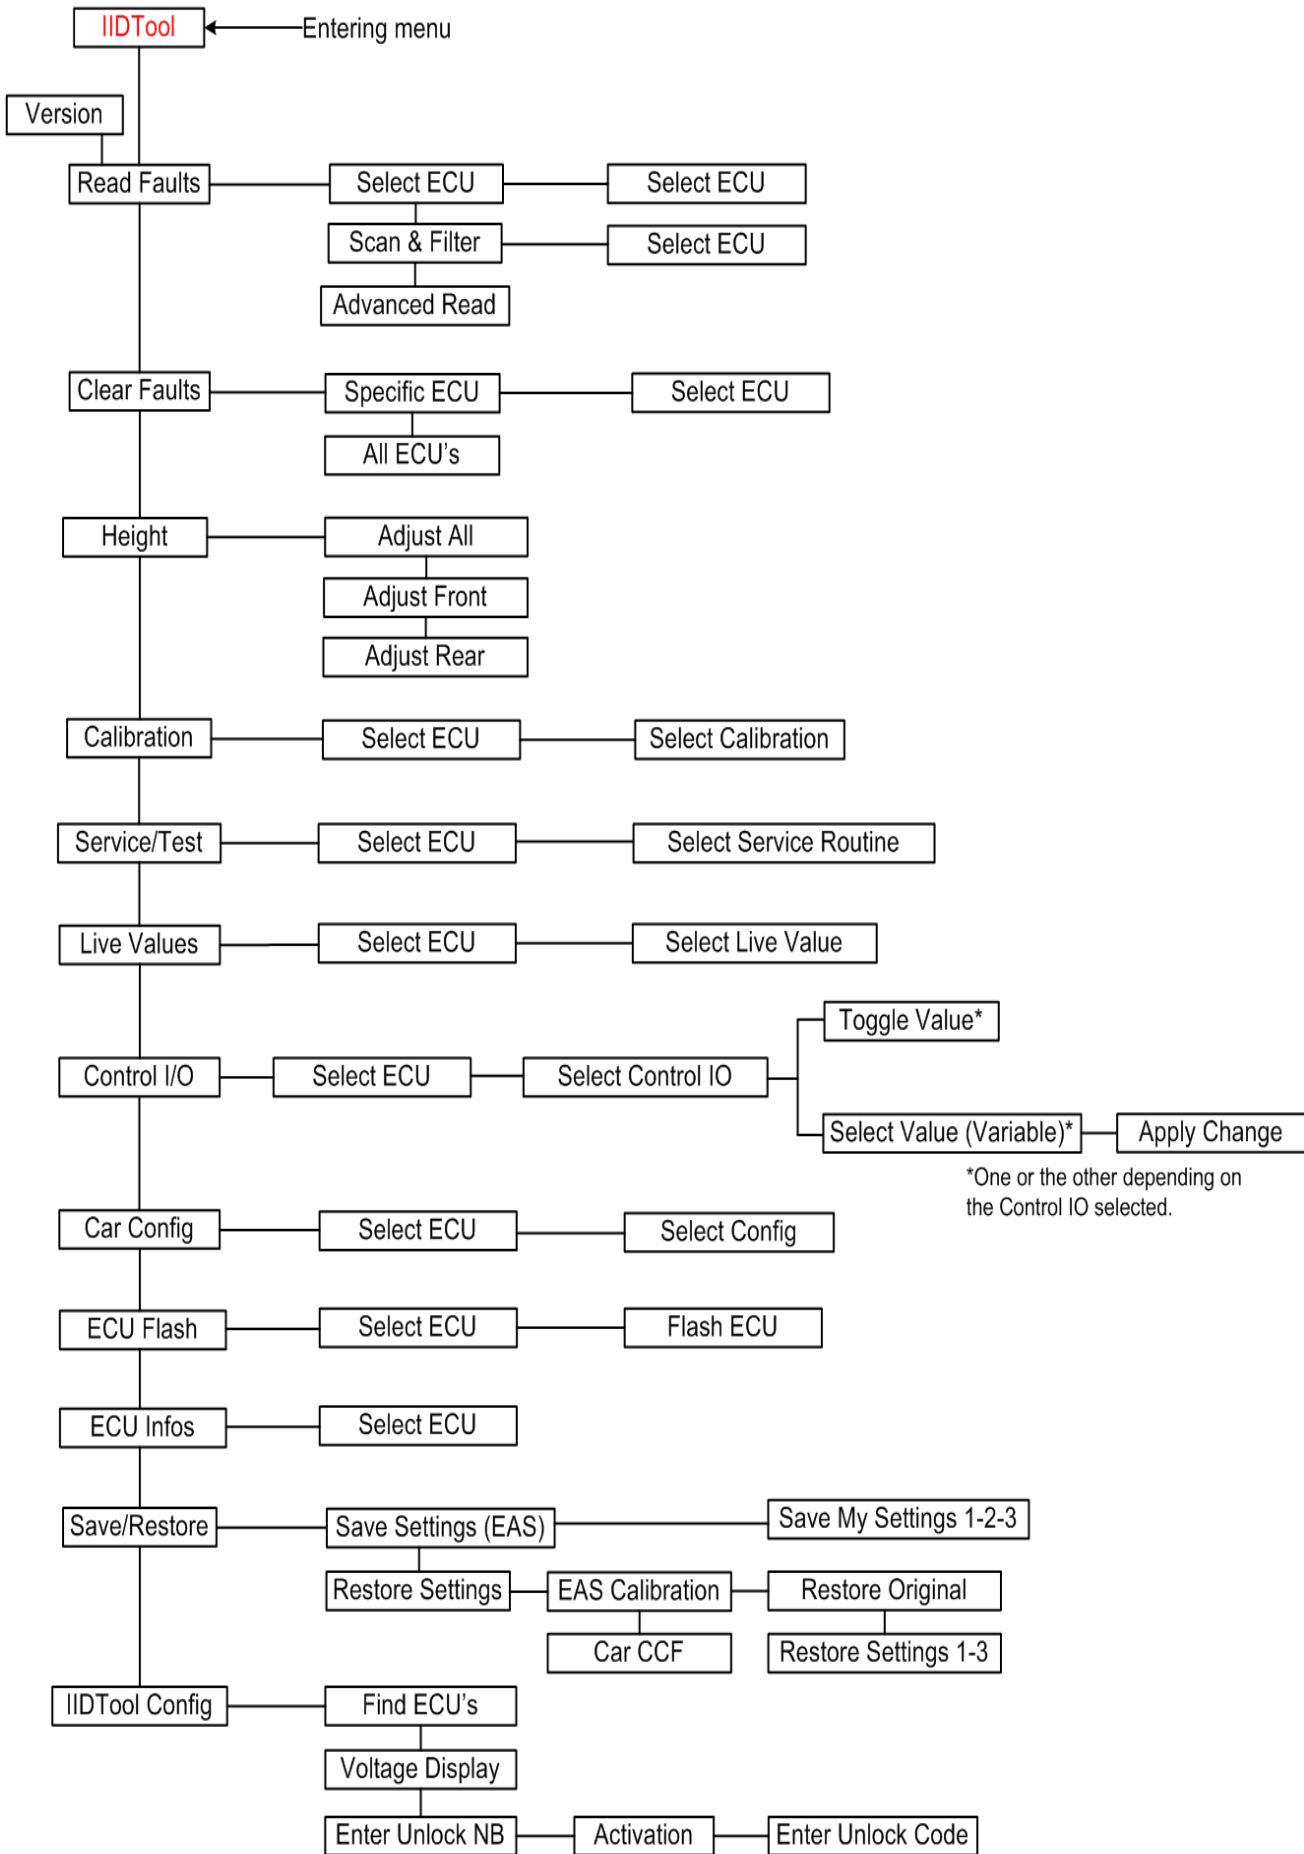 IIDTool
Entering menu
Version
Read Faults
Select ECU
Select ECU
Scan & Filter
Select ECU
Advanced Read
Clear Faults
Specific ECU
Select ECU
All ECU's
Height
Adjust All
Adjust Front
Adjust Rear
Calibration
Select ECU
Select Calibration
Service/Test
Select ECU
Select Service Routine
Live Values
Select ECU
Select Live Value
Toggle Value*
Control I/O
Select ECU
Select Control IO
Select Value (Variable)*
Apply Change
*One or the other depending on
the Control IO selected.
Car Config
Select ECU
Select Config
ECU Flash
Select ECU
Flash ECU
ECU Infos
Select ECU
Save/Restore
Save Settings (EAS)
Save My Settings 1-2-3
Restore Settings
EAS Calibration
Restore Original
Car CCF
Restore Settings 1-3
IIDTool Config
Find ECU's
Voltage Display
Enter Unlock NB
Activation
Enter Unlock Code